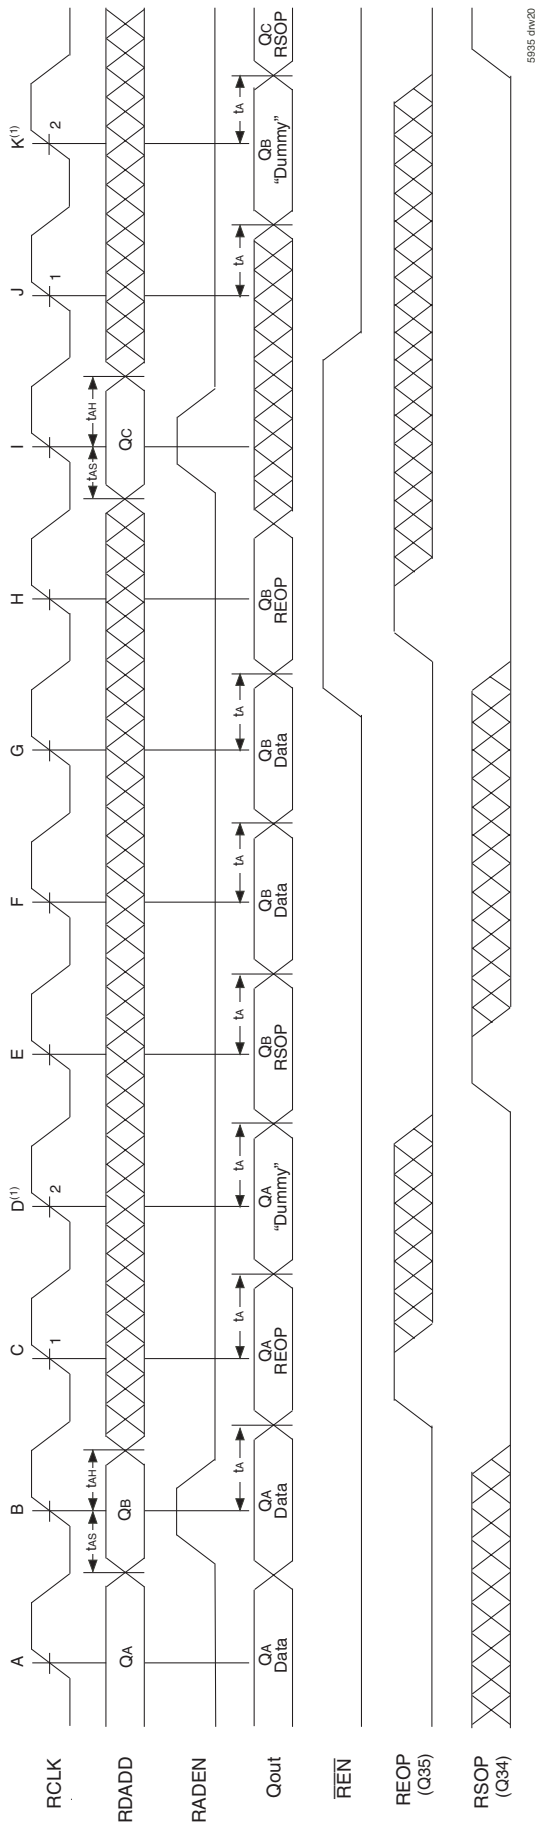 A B C D(1) E F G H I J K(1)
RCLK 1 2 1 2
tAS tAH tAS tAH
RDADD QA QB QC
RADEN
tA tA tA tA tA tA tA tA
Qout QA QA QA QA QB QB QB QB QB QC
Data Data REOP "Dummy" RSOP Data Data REOP "Dummy" RSOP
REN
REOP
(Q35)
RSOP
(Q34)
5935 drw20